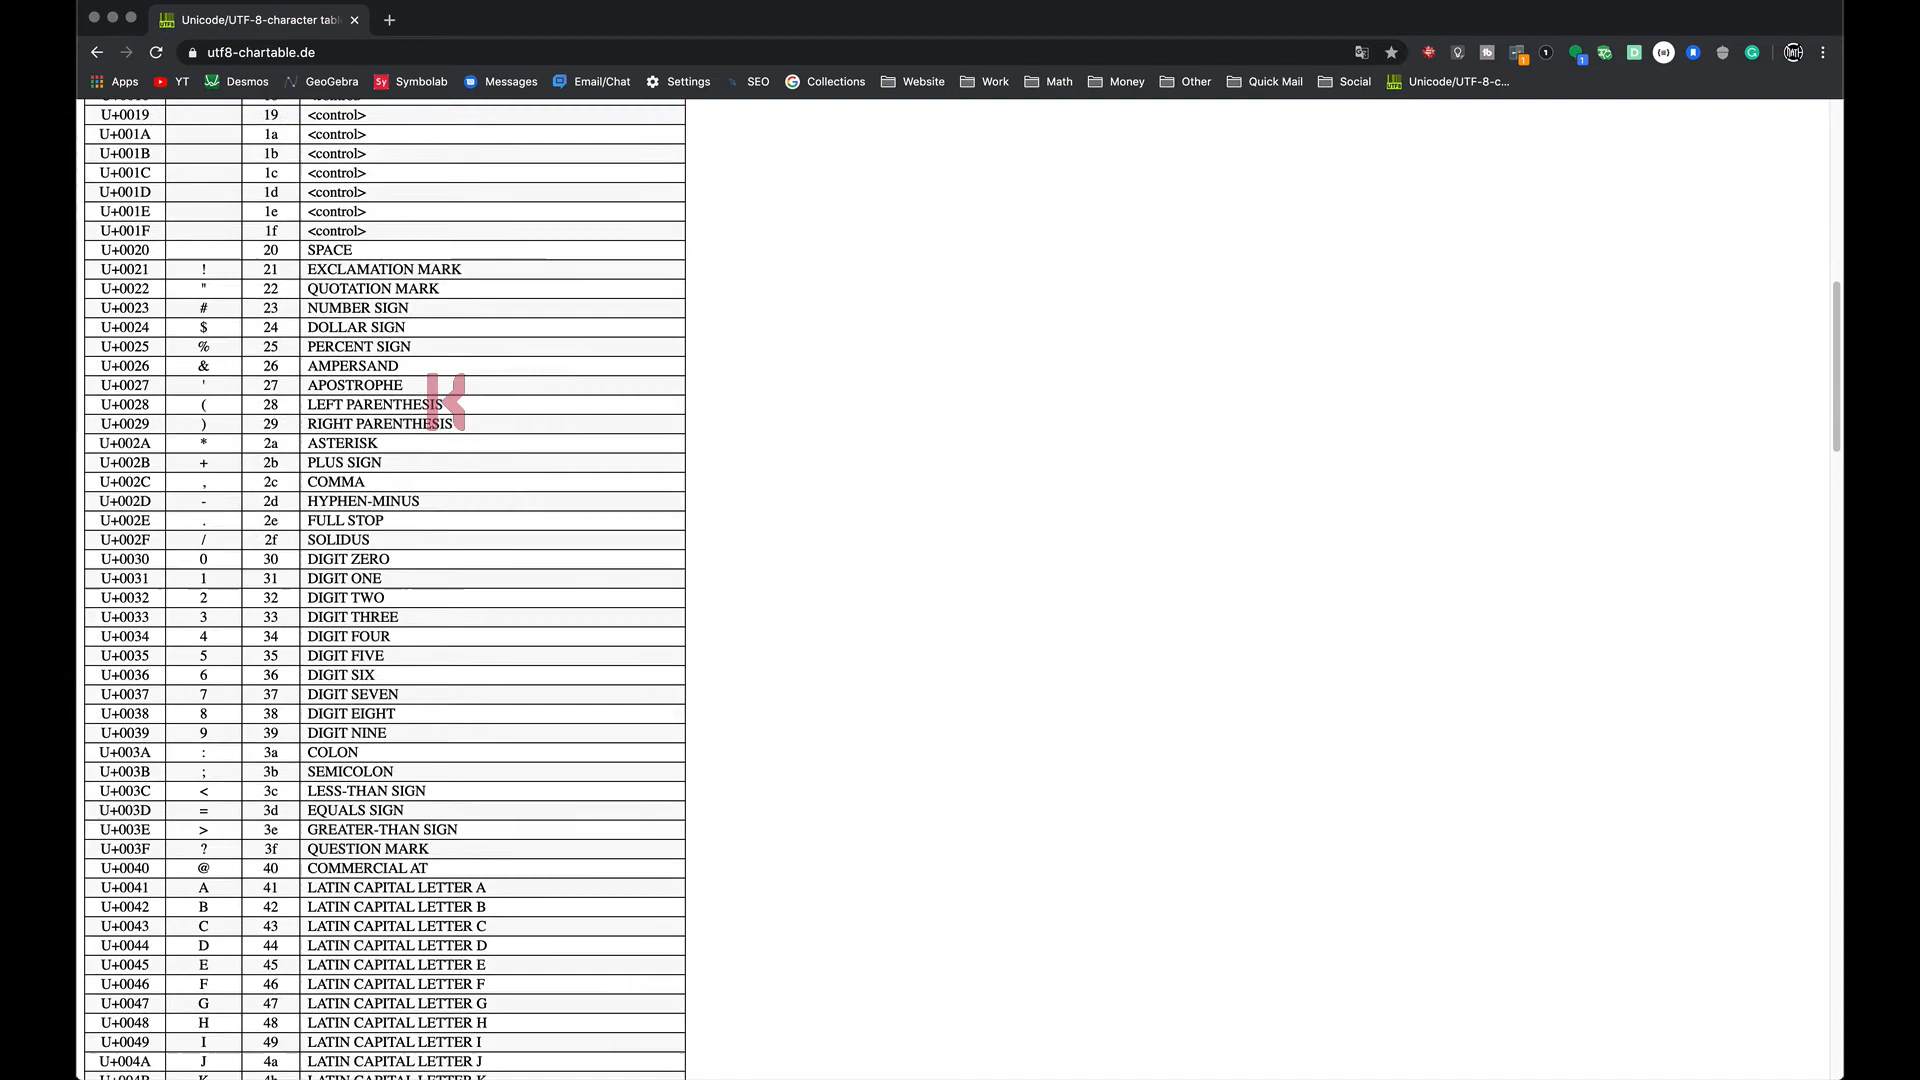 Unicode/UTF-8-character tabl
utf8-chartable.de
Apps YT Desmos GeoGebra Sy Symbolab Messages Email/Chat Settings SEO Collections Website Work Math Money Other Quick Mail Social Unicode/UTF-8-c...
U+0019 19 <control>
U+001A 1a <control>
U+001B 1b <control>
U+001C 1c <control>
U+001D 1d <control>
U+001E 1e <control>
U+001F 1f <control>
U+0020 20 SPACE
U+0021 ! 21 EXCLAMATION MARK
U+0022 " 22 QUOTATION MARK
U+0023 # 23 NUMBER SIGN
U+0024 $ 24 DOLLAR SIGN
U+0025 % 25 PERCENT SIGN
U+0026 & 26 AMPERSAND
U+0027 ' 27 APOSTROPHE
U+0028 ( 28 LEFT PARENTHESIS
U+0029 ) 29 RIGHT PARENTHESIS
U+002A * 2a ASTERISK
U+002B + 2b PLUS SIGN
U+002C , 2c COMMA
U+002D - 2d HYPHEN-MINUS
U+002E . 2e FULL STOP
U+002F / 2f SOLIDUS
U+0030 0 30 DIGIT ZERO
U+0031 1 31 DIGIT ONE
U+0032 2 32 DIGIT TWO
U+0033 3 33 DIGIT THREE
U+0034 4 34 DIGIT FOUR
U+0035 5 35 DIGIT FIVE
U+0036 6 36 DIGIT SIX
U+0037 7 37 DIGIT SEVEN
U+0038 8 38 DIGIT EIGHT
U+0039 9 39 DIGIT NINE
U+003A : 3a COLON
U+003B ; 3b SEMICOLON
U+003C < 3c LESS-THAN SIGN
U+003D = 3d EQUALS SIGN
U+003E > 3e GREATER-THAN SIGN
U+003F ? 3f QUESTION MARK
U+0040 @ 40 COMMERCIAL AT
U+0041 A 41 LATIN CAPITAL LETTER A
U+0042 B 42 LATIN CAPITAL LETTER B
U+0043 C 43 LATIN CAPITAL LETTER C
U+0044 D 44 LATIN CAPITAL LETTER D
U+0045 E 45 LATIN CAPITAL LETTER E
U+0046 F 46 LATIN CAPITAL LETTER F
U+0047 G 47 LATIN CAPITAL LETTER G
U+0048 H 48 LATIN CAPITAL LETTER H
U+0049 I 49 LATIN CAPITAL LETTER I
U+004A J 4a LATIN CAPITAL LETTER J